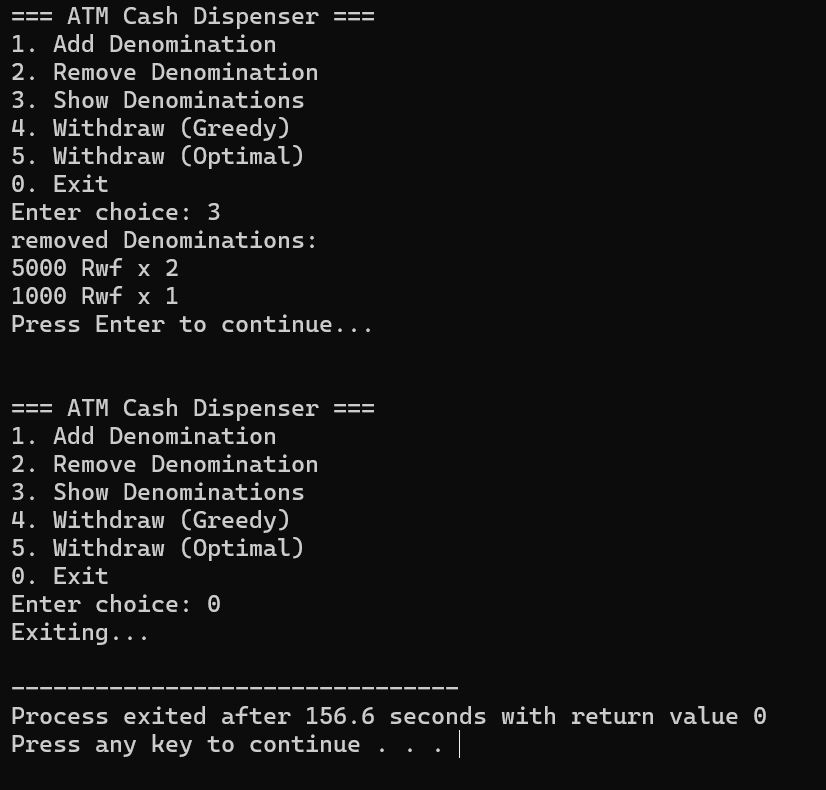 === ATM Cash Dispenser ===
1. Add Denomination
2. Remove Denomination
3. Show Denominations
4. Withdraw (Greedy)
5. Withdraw (Optimal)
0. Exit
Enter choice: 3
removed Denominations:
5000 Rwf x 2
1000 Rwf x 1
Press Enter to continue...
=== ATM Cash Dispenser ===
1. Add Denomination
2. Remove Denomination
3. Show Denominations
4. Withdraw (Greedy)
5. Withdraw (Optimal)
0. Exit
Enter choice: 0
Exiting...
--------------------------------
Process exited after 156.6 seconds with return value 0
Press any key to continue . . .